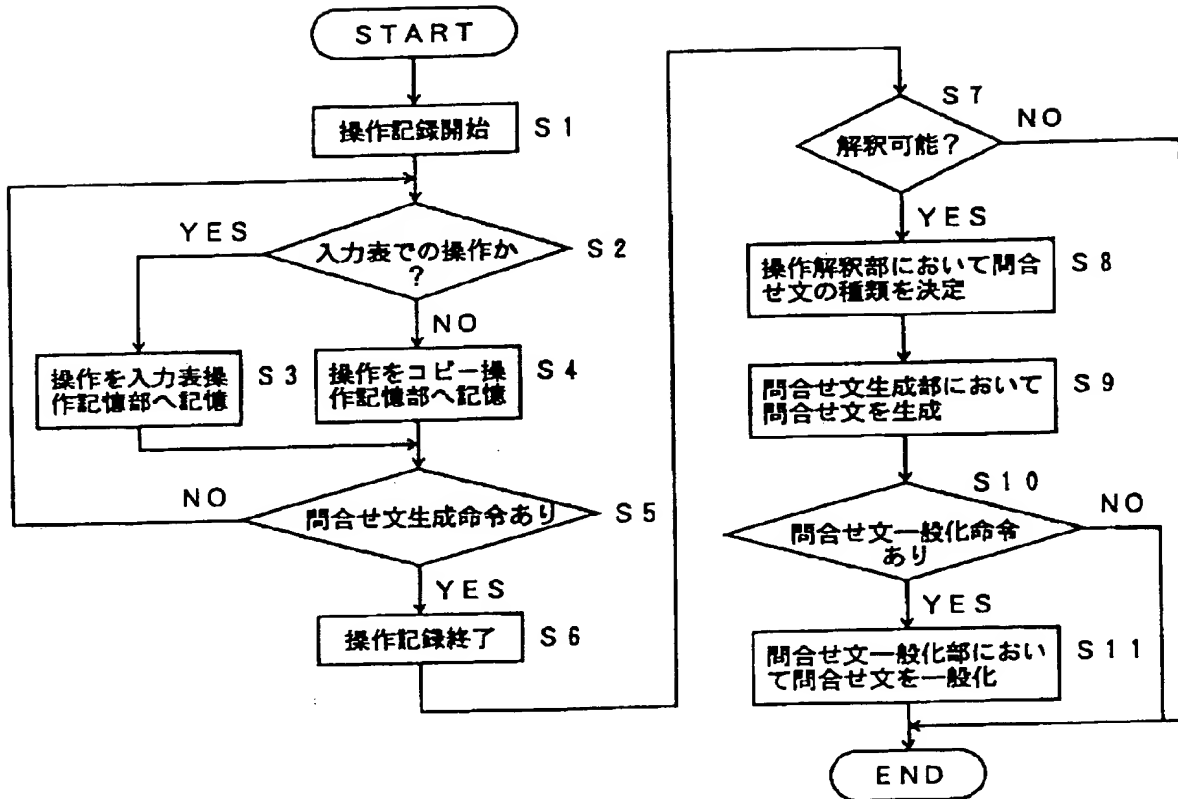 START
操作記録開始
S1
YES
入力表での操作か
?
S2
NO
操作を入力表操
作記憶部へ記憶
S3
操作をコピー操
作記憶部へ記憶
S4
NO
問合せ文生成命令あり
S5
YES
操作記録終了
S6
S7
解釈可能?
NO
YES
操作解釈部において問合
せ文の種類を決定
S8
問合せ文生成部において
問合せ文を生成
S9
S10
問合せ文一般化命令
あり
NO
YES
問合せ文一般化部におい
て問合せ文を一般化
S11
END